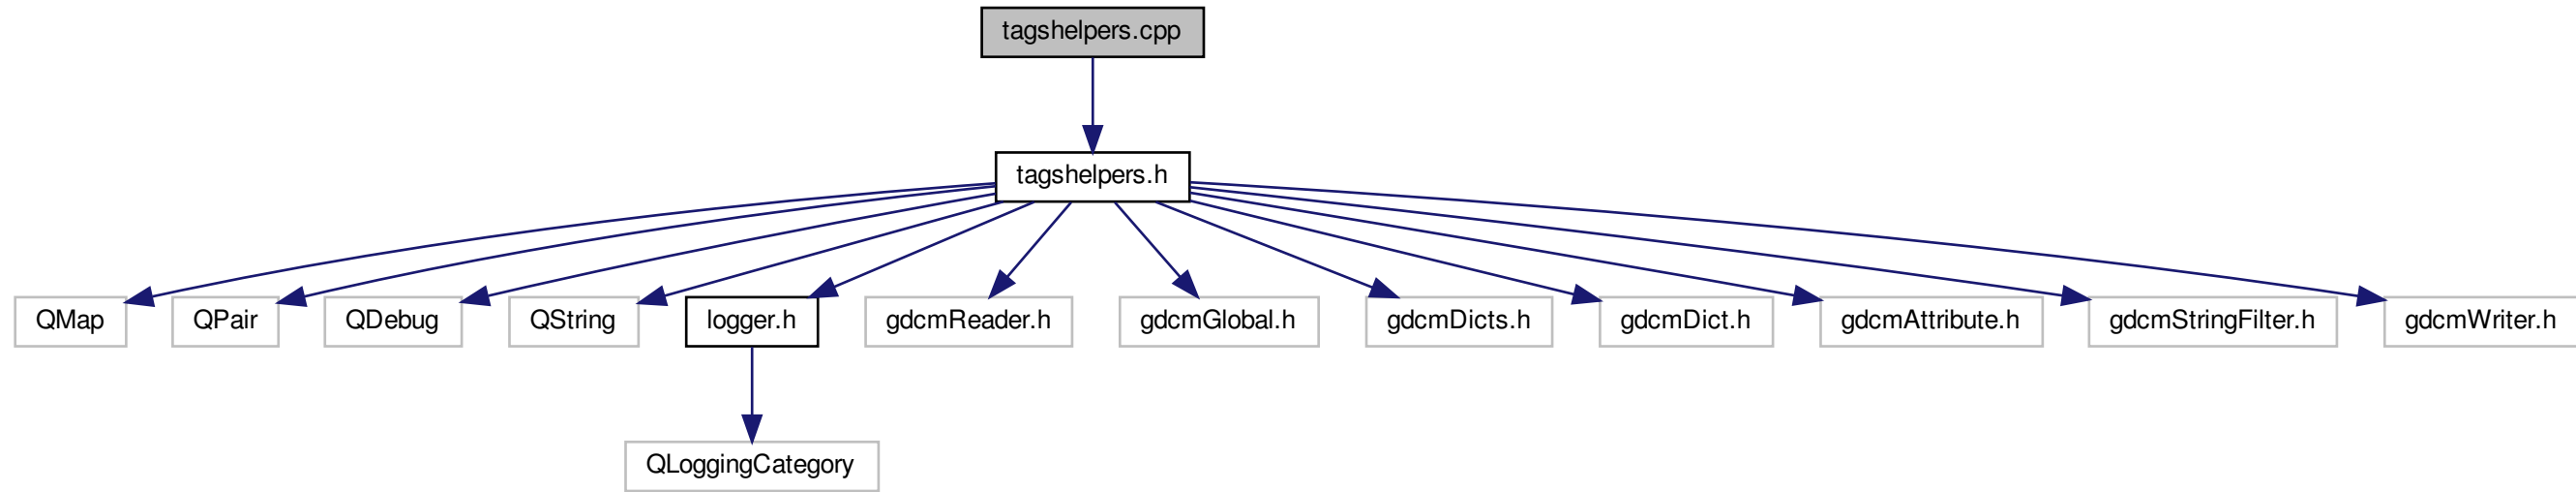 tagshelpers.cpp
tagshelpers.h
QMap
QPair
QDebug
QString
logger.h
gdcmReader.h
gdcmGlobal.h
gdcmDicts.h
gdcmDict.h
gdcmAttribute.h
gdcmStringFilter.h
gdcmWriter.h
QLoggingCategory